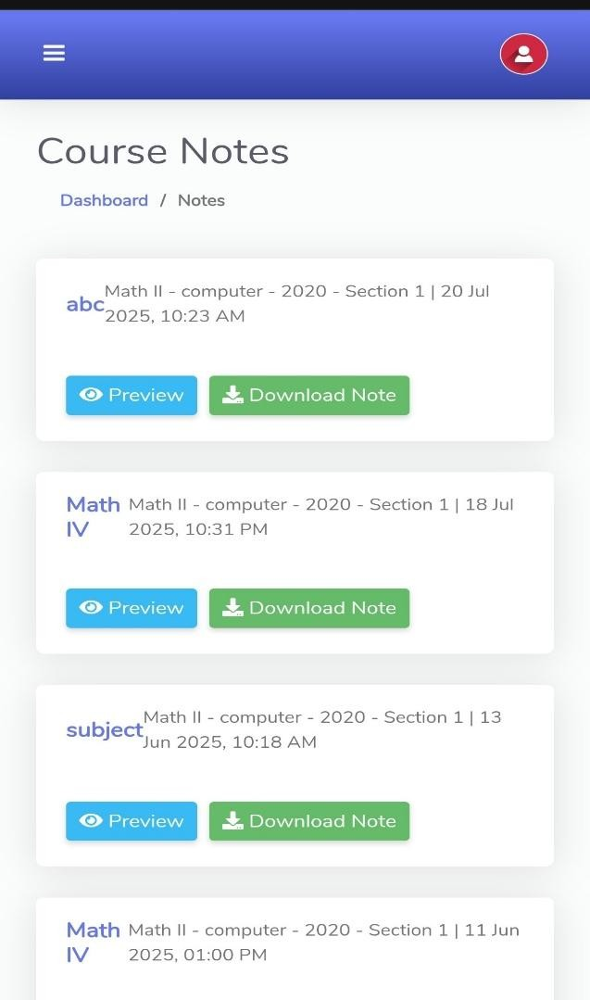 Course Notes
Dashboard / Notes
abc
Math II - computer - 2020 - Section 1 | 20 Jul
2025, 10:23 AM
Preview
Download Note
Math
IV
Math II - computer - 2020 - Section 1 | 18 Jul
2025, 10:31 PM
Preview
Download Note
subject
Math II - computer - 2020 - Section 1 | 13
Jun 2025, 10:18 AM
Preview
Download Note
Math
IV
Math II - computer - 2020 - Section 1 | 11 Jun
2025, 01:00 PM